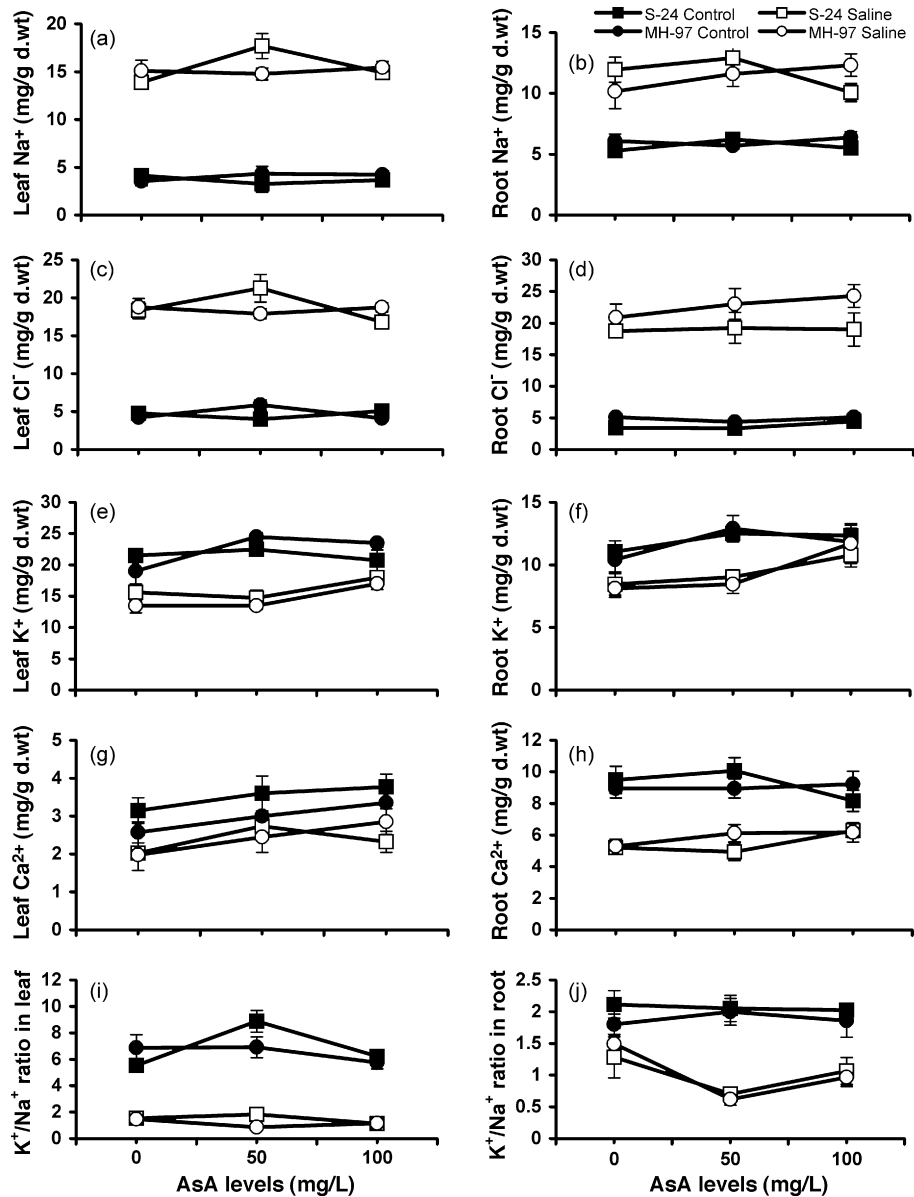 S-24 Control
S-24 Saline
MH-97 Control
MH-97 Saline
(a)
Leaf Na+ (mg/g d.wt)
20
15
10
5
0
(b)
Root Na+ (mg/g d.wt)
15
10
5
0
(c)
Leaf Cl- (mg/g d.wt)
25
20
15
10
5
0
(d)
Root Cl- (mg/g d.wt)
30
25
20
15
10
5
0
(e)
Leaf K+ (mg/g d.wt)
30
25
20
15
10
5
0
(f)
Root K+ (mg/g d.wt)
15
10
5
0
(g)
Leaf Ca2+ (mg/g d.wt)
5
4
3
2
1
0
(h)
Root Ca2+ (mg/g d.wt)
12
10
8
6
4
2
0
(i)
K+/Na+ ratio in leaf
12
10
8
6
4
2
0
0 50 100
AsA levels (mg/L)
(j)
K+/Na+ ratio in root
2.5
2
1.5
1
0.5
0
0 50 100
AsA levels (mg/L)